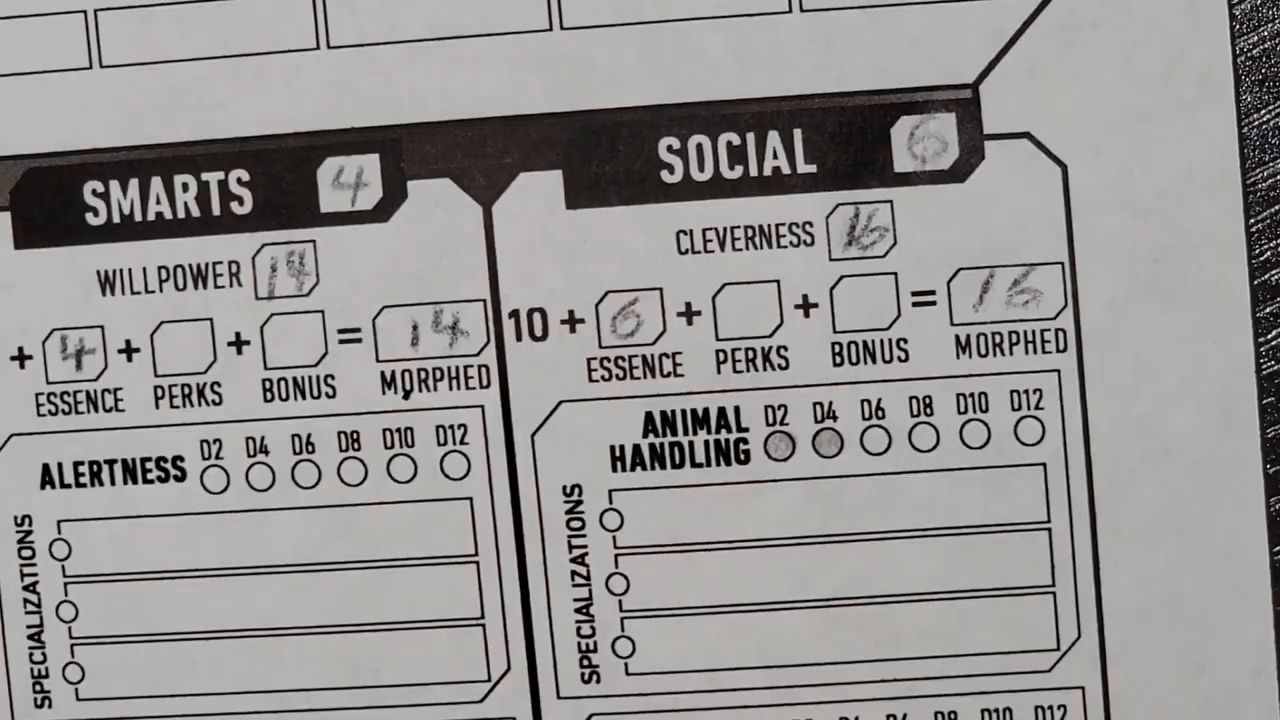 SMARTS 4
WILLPOWER 14
+ 4 + + = 14
ESSENCE PERKS BONUS MORPHED
ALERTNESS D2 D4 D6 D8 D10 D12
SPECIALIZATIONS
SOCIAL 6
CLEVERNESS 16
10 + 6 + + = 16
ESSENCE PERKS BONUS MORPHED
ANIMAL HANDLING D2 D4 D6 D8 D10 D12
SPECIALIZATIONS
D8 D10 D12